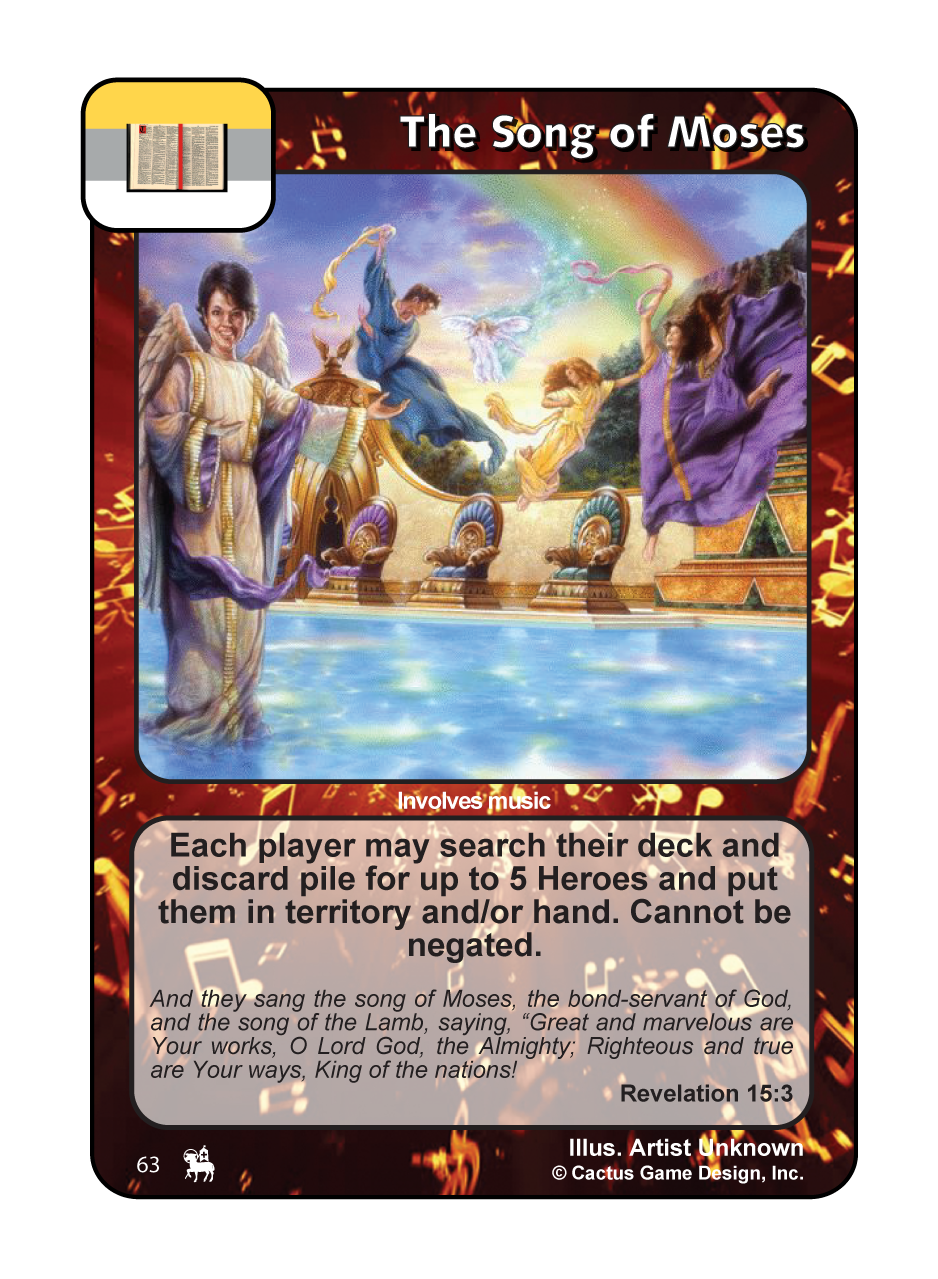 The Song of Moses
Involves music
Each player may search their deck and
discard pile for up to 5 Heroes and put
them in territory and/or hand. Cannot be
negated.
And they sang the song of Moses, the bond-servant of God,
and the song of the Lamb, saying, “Great and marvelous are
Your works, O Lord God, the Almighty; Righteous and true
are Your ways, King of the nations!
Revelation 15:3
63
Illus. Artist Unknown
© Cactus Game Design, Inc.